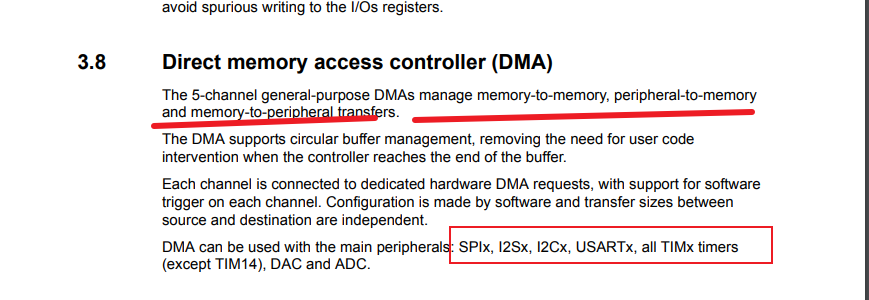 avoid spurious writing to the I/Os registers.
3.8 Direct memory access controller (DMA)
The 5-channel general-purpose DMAs manage memory-to-memory, peripheral-to-memory
and memory-to-peripheral transfers.
The DMA supports circular buffer management, removing the need for user code
intervention when the controller reaches the end of the buffer.
Each channel is connected to dedicated hardware DMA requests, with support for software
trigger on each channel. Configuration is made by software and transfer sizes between
source and destination are independent.
DMA can be used with the main peripherals: SPIx, I2Sx, I2Cx, USARTx, all TIMx timers
(except TIM14), DAC and ADC.